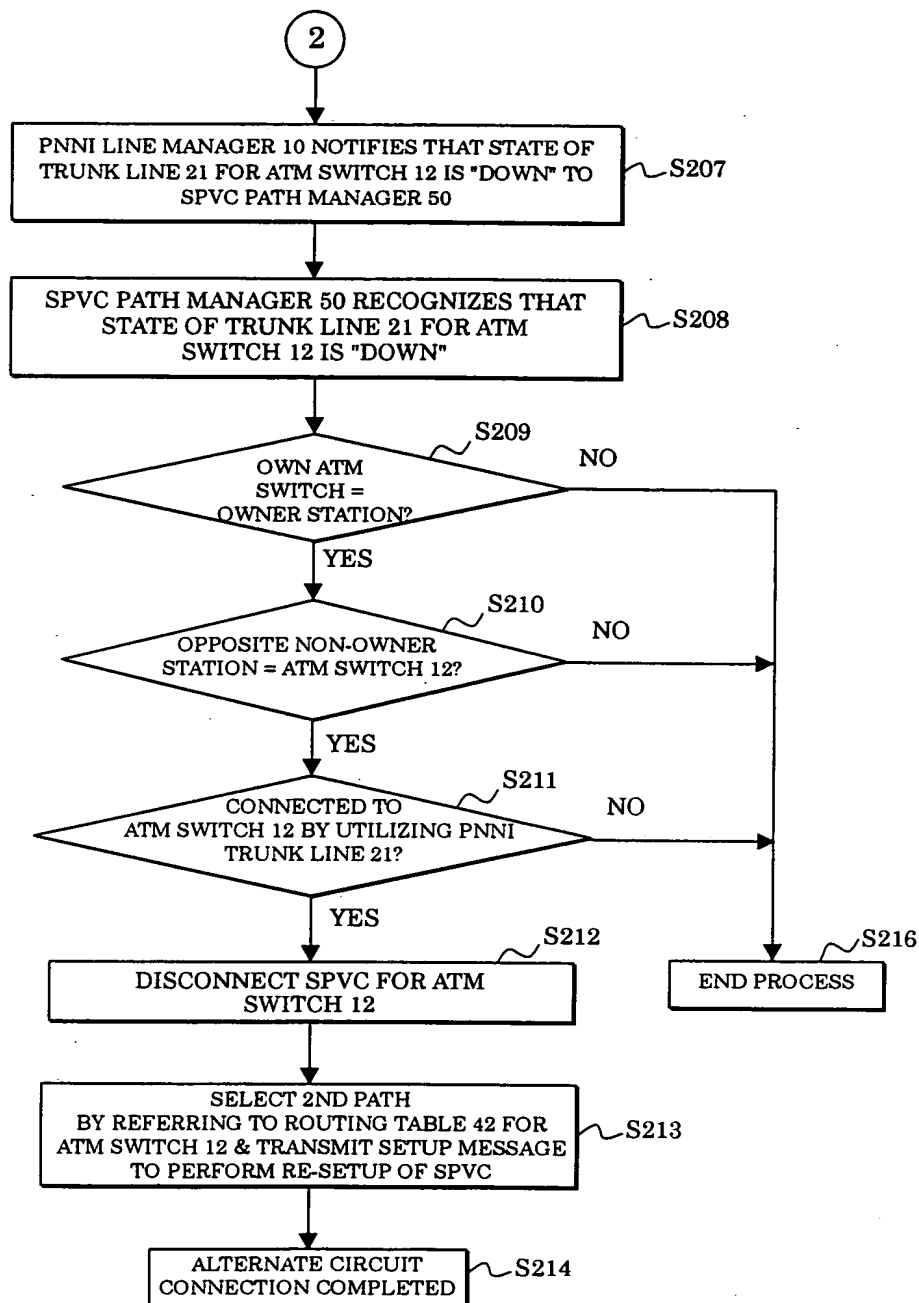 2
PNNI LINE MANAGER 10 NOTIFIES THAT STATE OF
TRUNK LINE 21 FOR ATM SWITCH 12 IS "DOWN" TO
SPVC PATH MANAGER 50
S207
SPVC PATH MANAGER 50 RECOGNIZES THAT
STATE OF TRUNK LINE 21 FOR ATM
SWITCH 12 IS "DOWN"
S208
S209
OWN ATM
SWITCH =
OWNER STATION?
NO
YES
S210
OPPOSITE NON-OWNER
STATION = ATM SWITCH 12?
NO
YES
S211
CONNECTED TO
ATM SWITCH 12 BY UTILIZING PNNI
TRUNK LINE 21?
NO
YES
S212
DISCONNECT SPVC FOR ATM
SWITCH 12
S216
END PROCESS
SELECT 2ND PATH
BY REFERRING TO ROUTING TABLE 42 FOR
ATM SWITCH 12 & TRANSMIT SETUP MESSAGE
TO PERFORM RE-SETUP OF SPVC
S213
ALTERNATE CIRCUIT
CONNECTION COMPLETED
S214